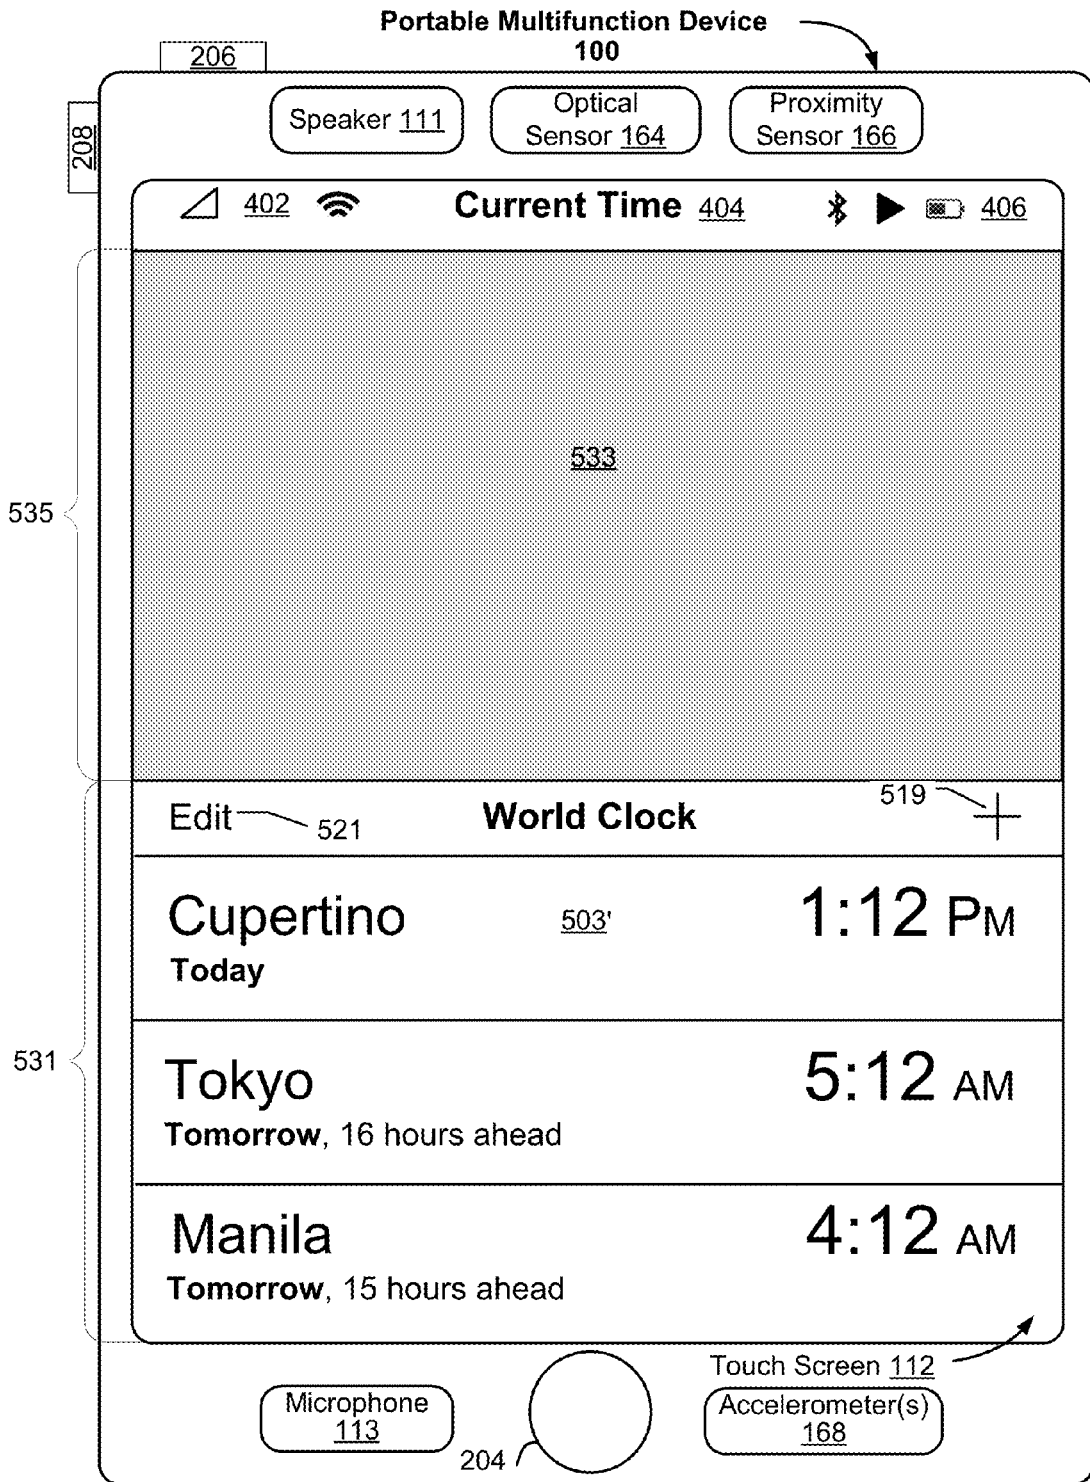 Portable Multifunction Device
100
206
208
Speaker 111
Optical
Sensor 164
Proximity
Sensor 166
402
Current Time 404
406
533
535
Edit
521
World Clock
519
Cupertino
503'
1:12 PM
Today
531
Tokyo
5:12 AM
Tomorrow, 16 hours ahead
Manila
4:12 AM
Tomorrow, 15 hours ahead
Touch Screen 112
Microphone
113
204
Accelerometer(s)
168